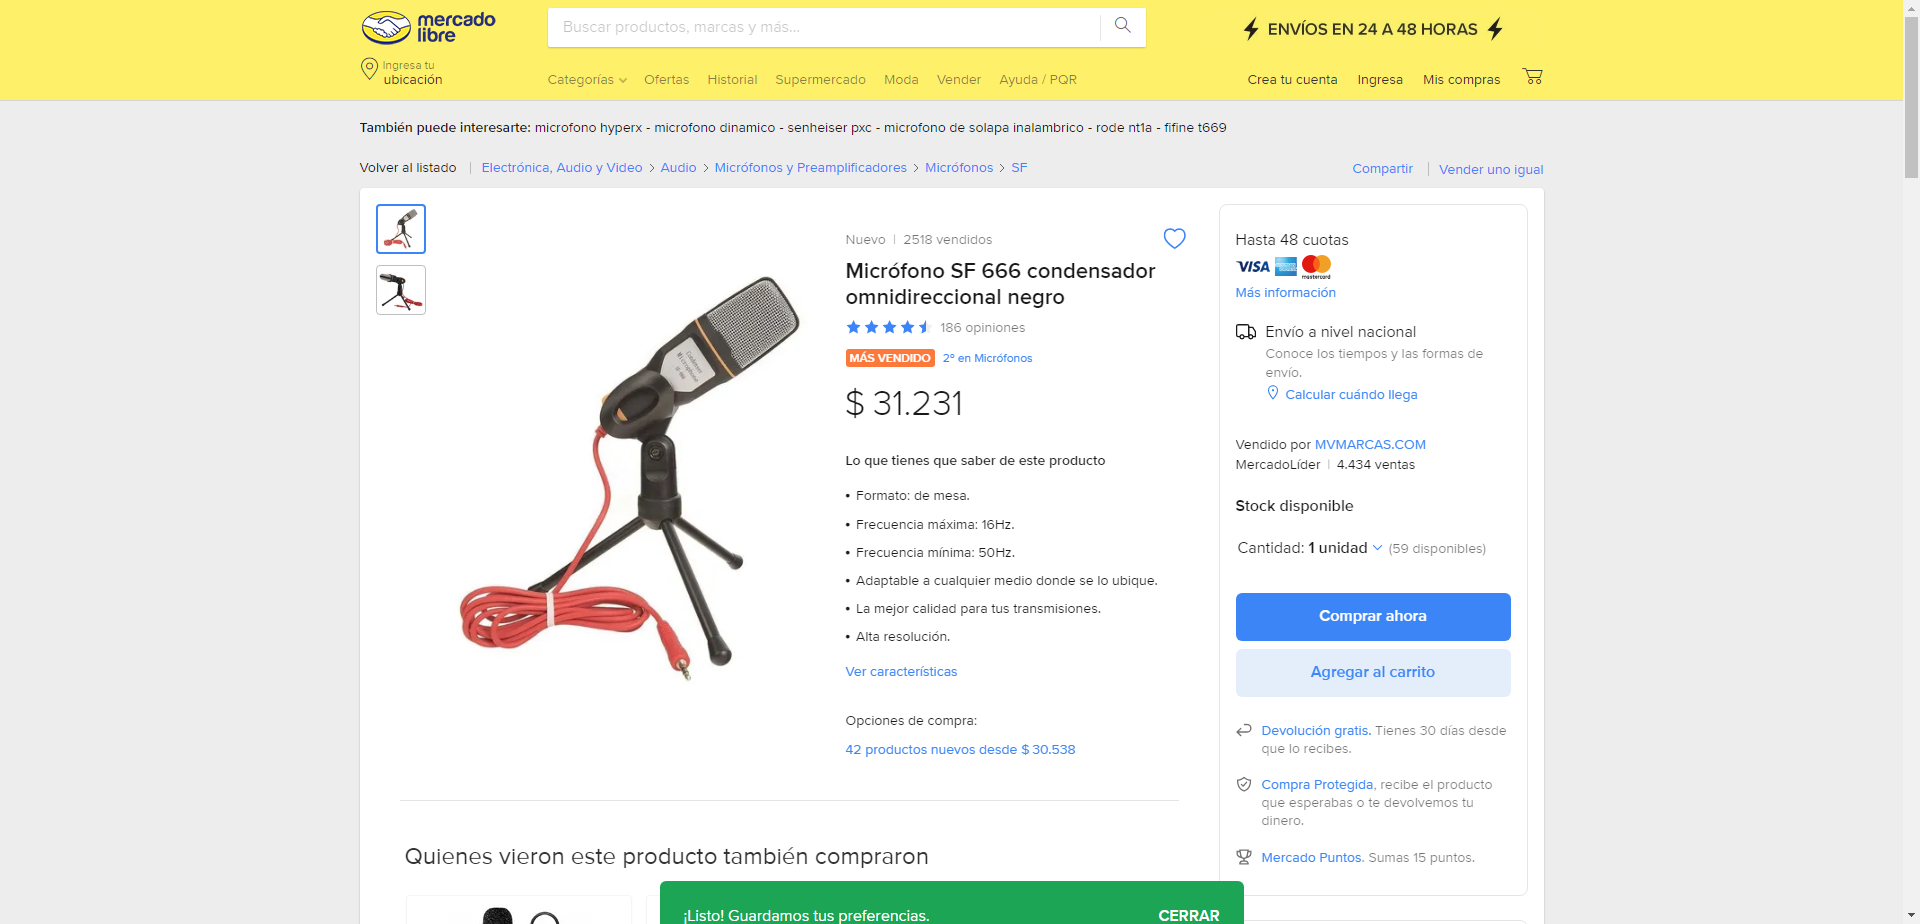 mercado
libre
Buscar productos, marcas y más...
ENVÍOS EN 24 A 48 HORAS
Ingresa tu
ubicación
Categorías Ofertas Historial Supermercado Moda Vender Ayuda / PQR
Crea tu cuenta Ingresa Mis compras
También puede interesarte: microfono hyperx - microfono dinamico - senheiser pxc - microfono de solapa inalambrico - rode nt1a - fifine t669
Volver al listado | Electrónica, Audio y Video > Audio > Micrófonos y Preamplificadores > Micrófonos > SF
Compartir | Vender uno igual
Nuevo | 2518 vendidos
Micrófono SF 666 condensador
omnidireccional negro
186 opiniones
MÁS VENDIDO 2º en Micrófonos
$ 31.231
Lo que tienes que saber de este producto
• Formato: de mesa.
• Frecuencia máxima: 16Hz.
• Frecuencia mínima: 50Hz.
• Adaptable a cualquier medio donde se lo ubique.
• La mejor calidad para tus transmisiones.
• Alta resolución.
Ver características
Opciones de compra:
42 productos nuevos desde $ 30.538
Condenser
Microphone
SF-666
Hasta 48 cuotas
VISA
mastercard
Más información
Envío a nivel nacional
Conoce los tiempos y las formas de
envío.
Calcular cuándo llega
Vendido por MVMARCAS.COM
MercadoLíder | 4.434 ventas
Stock disponible
Cantidad: 1 unidad (59 disponibles)
Comprar ahora
Agregar al carrito
Devolución gratis. Tienes 30 días desde
que lo recibes.
Compra Protegida, recibe el producto
que esperabas o te devolvemos tu
dinero.
Mercado Puntos. Sumas 15 puntos.
Quienes vieron este producto también compraron
¡Listo! Guardamos tus preferencias.
CERRAR